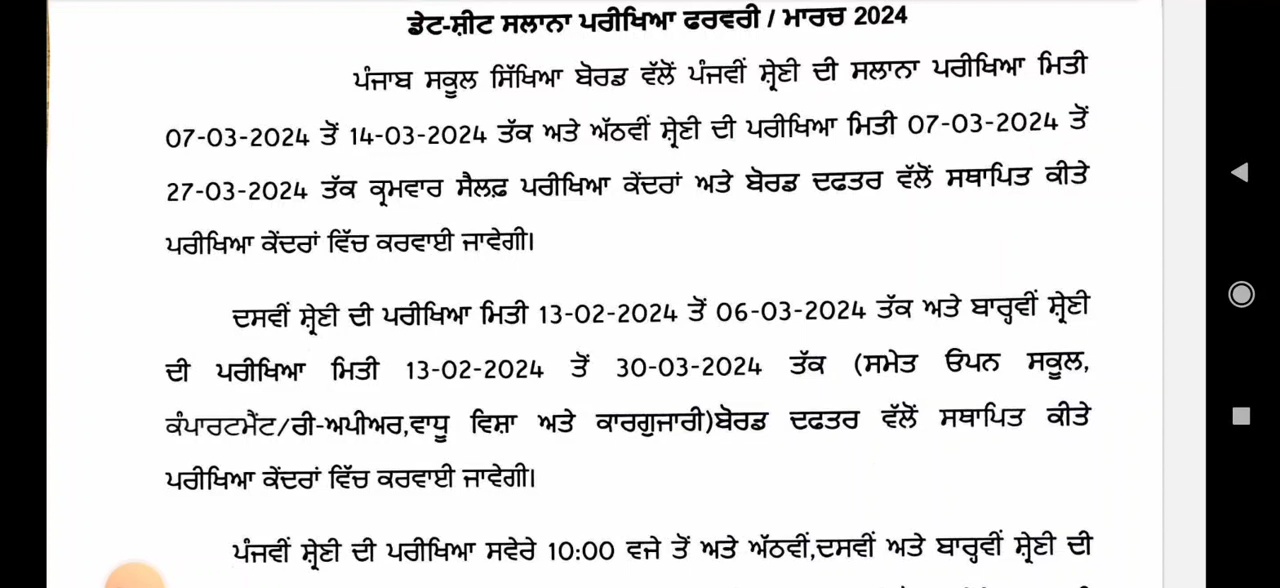 ਡੇਟ-ਸ਼ੀਟ ਸਲਾਨਾ ਪਰੀਖਿਆ ਫਰਵਰੀ / ਮਾਰਚ 2024
ਪੰਜਾਬ ਸਕੂਲ ਸਿੱਖਿਆ ਬੋਰਡ ਵੱਲੋਂ ਪੰਜਵੀਂ ਸ਼੍ਰੇਣੀ ਦੀ ਸਲਾਨਾ ਪਰੀਖਿਆ ਮਿਤੀ
07-03-2024 ਤੋਂ 14-03-2024 ਤੱਕ ਅਤੇ ਅੱਠਵੀਂ ਸ਼੍ਰੇਣੀ ਦੀ ਪਰੀਖਿਆ ਮਿਤੀ 07-03-2024 ਤੋਂ
27-03-2024 ਤੱਕ ਕ੍ਰਮਵਾਰ ਸੈਲਫ਼ ਪਰੀਖਿਆ ਕੇਂਦਰਾਂ ਅਤੇ ਬੋਰਡ ਦਫਤਰ ਵੱਲੋਂ ਸਥਾਪਿਤ ਕੀਤੇ
ਪਰੀਖਿਆ ਕੇਂਦਰਾਂ ਵਿੱਚ ਕਰਵਾਈ ਜਾਵੇਗੀ।
ਦਸਵੀਂ ਸ਼੍ਰੇਣੀ ਦੀ ਪਰੀਖਿਆ ਮਿਤੀ 13-02-2024 ਤੋਂ 06-03-2024 ਤੱਕ ਅਤੇ ਬਾਰ੍ਹਵੀਂ ਸ਼੍ਰੇਣੀ
ਦੀ ਪਰੀਖਿਆ ਮਿਤੀ 13-02-2024 ਤੋਂ 30-03-2024 ਤੱਕ (ਸਮੇਤ ਓਪਨ ਸਕੂਲ,
ਕੰਪਾਰਟਮੈਂਟ/ਰੀ-ਅਪੀਅਰ,ਵਾਧੂ ਵਿਸ਼ਾ ਅਤੇ ਕਾਰਗੁਜਾਰੀ)ਬੋਰਡ ਦਫਤਰ ਵੱਲੋਂ ਸਥਾਪਿਤ ਕੀਤੇ
ਪਰੀਖਿਆ ਕੇਂਦਰਾਂ ਵਿੱਚ ਕਰਵਾਈ ਜਾਵੇਗੀ।
ਪੰਜਵੀਂ ਸ਼੍ਰੇਣੀ ਦੀ ਪਰੀਖਿਆ ਸਵੇਰੇ 10:00 ਵਜੇ ਤੋਂ ਅਤੇ ਅੱਠਵੀਂ,ਦਸਵੀਂ ਅਤੇ ਬਾਰ੍ਹਵੀਂ ਸ਼੍ਰੇਣੀ ਦੀ